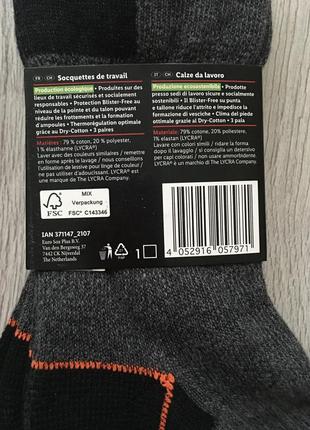 FR CH Socquettes de travail
Production écologique • Produites sur des
lieux de travail sécurisés et socialement
responsables • Protection Blister-Free au
niveau de la pointe et du talon pouvant
réduire les frottements et la formation
d'ampoules • Thermorégulation optimale
grâce au Dry-Cotton • 3 paires
Matières : 79 % coton, 20 % polyester,
1 % élasthanne (LYCRA®)
Laver avec des couleurs similaires / remettre
en forme après le lavage / nous conseillons
l'utilisation de lessive pour linge de couleur /
ne pas utiliser d'adoucissant. LYCRA® est
une marque de The LYCRA Company.
IT CH Calze da lavoro
Produzione ecosostenibile • Prodotte
presso sedi di lavoro sicure e socialmente
sostenibili • Il Blister-Free su punta
e tallone riduce l'attrito e impedisce la
formazione di vesciche • Clima del piede
ottimale grazie al Dry-Cotton • 3 paia
Materiale: 79% cotone, 20% poliestere,
1% elastan (LYCRA®)
Lavare con colori simili / ridare la forma
dopo il lavaggio / si consiglia detersivo
per capi colorati / non usare ammorbidente.
LYCRA® è un marchio di The LYCRA Company.
FSC
www.fsc.org
MIX
Verpackung
FSC® C143346
IAN 371147_2107
Euro Sox Plus B.V.
Van den Bergsweg 37
7442 CK Nijverdal
The Netherlands
1
4 052916 057971